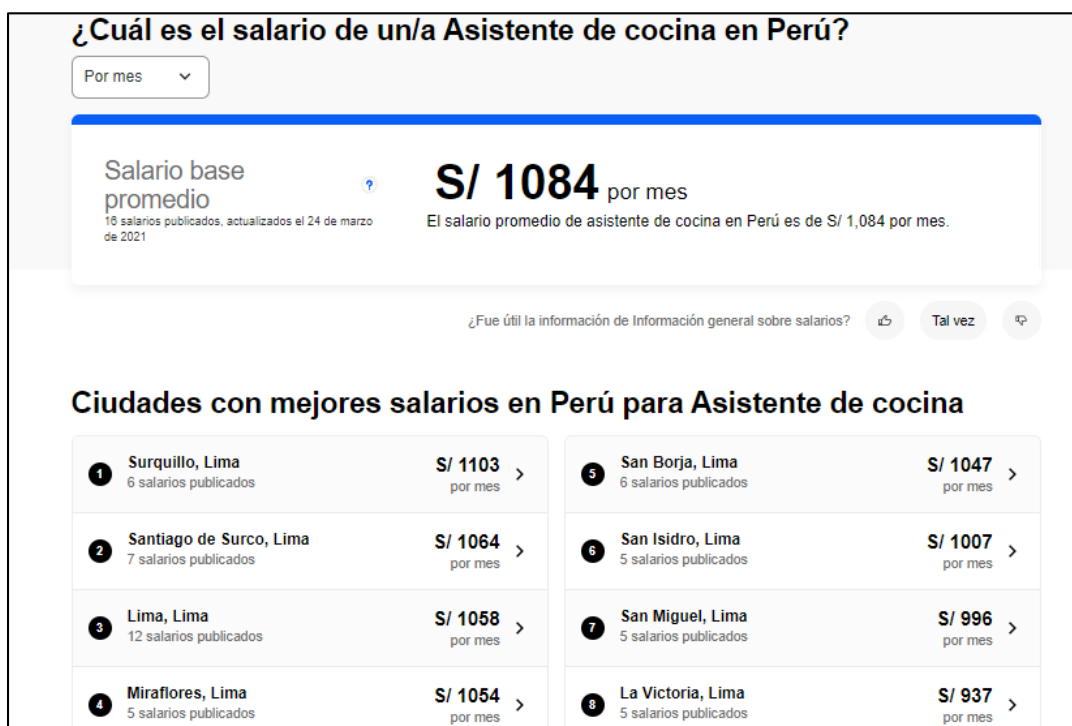 ¿Cuál es el salario de un/a Asistente de cocina en Perú?
Por mes
Salario base
promedio
?
16 salarios publicados, actualizados el 24 de marzo
de 2021
S/ 1084 por mes
El salario promedio de asistente de cocina en Perú es de S/ 1,084 por mes.
¿Fue útil la información de Información general sobre salarios?
Tal vez
Ciudades con mejores salarios en Perú para Asistente de cocina
1
Surquillo, Lima
6 salarios publicados
S/ 1103
por mes
2
Santiago de Surco, Lima
7 salarios publicados
S/ 1064
por mes
3
Lima, Lima
12 salarios publicados
S/ 1058
por mes
4
Miraflores, Lima
5 salarios publicados
S/ 1054
por mes
5
San Borja, Lima
6 salarios publicados
S/ 1047
por mes
6
San Isidro, Lima
5 salarios publicados
S/ 1007
por mes
7
San Miguel, Lima
5 salarios publicados
S/ 996
por mes
8
La Victoria, Lima
5 salarios publicados
S/ 937
por mes